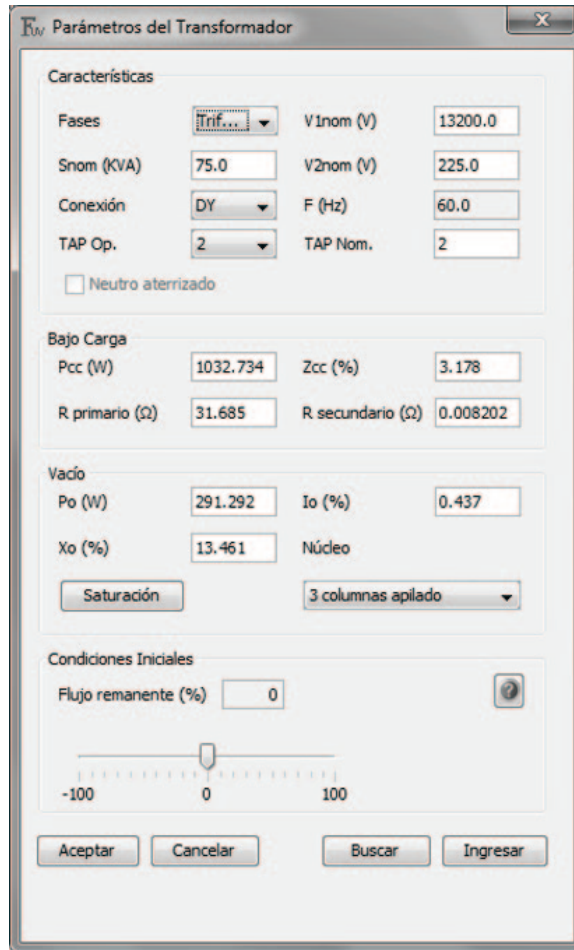 Parámetros del Transformador
Características
Fases Trif... V1nom (V) 13200.0
Snom (KVA) 75.0 V2nom (V) 225.0
Conexión DY F (Hz) 60.0
TAP Op. 2 TAP Nom. 2
Neutro aterrizado
Bajo Carga
Pcc (W) 1032.734 Zcc (%) 3.178
R primario (Ω) 31.685 R secundario (Ω) 0.008202
Vacío
Po (W) 291.292 Io (%) 0.437
Xo (%) 13.461 Núcleo
Saturación 3 columnas apilado
Condiciones Iniciales
Flujo remanente (%) 0
-100 0 100
Aceptar Cancelar Buscar Ingresar